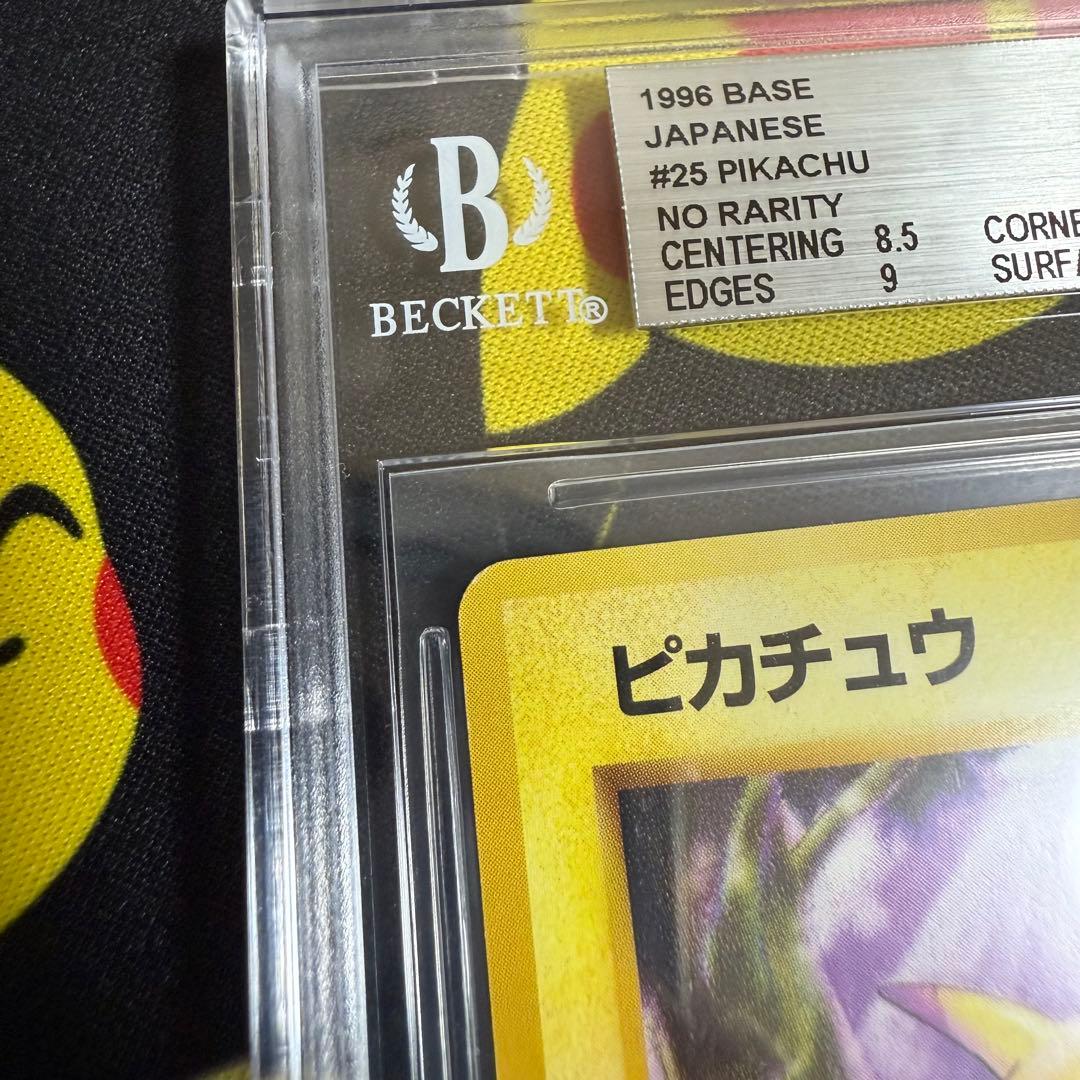 B
BECKETT®
1996 BASE
JAPANESE
#25 PIKACHU
NO RARITY
CENTERING 8.5
EDGES 9
ピカチュウ